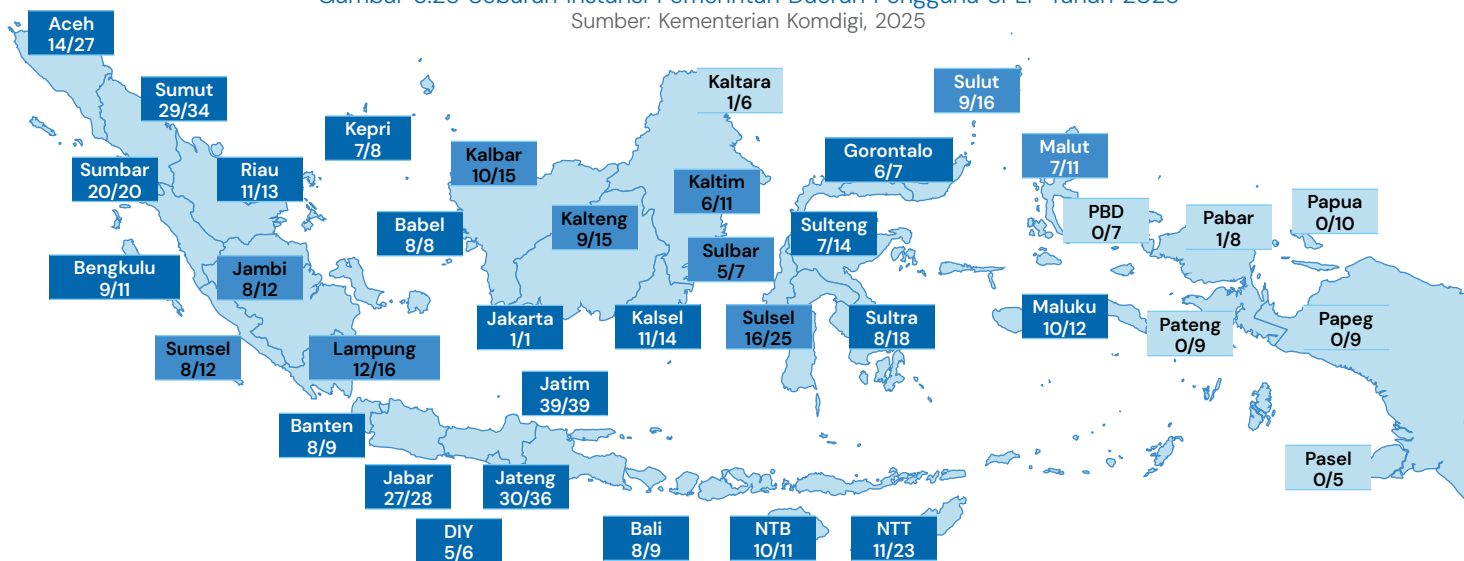 Sumber: Kementerian Komdigi, 2025
Aceh
14/27
Sumut
29/34
Kepri
7/8
Kaltara
1/6
Sulut
9/16
Sumbar
20/20
Riau
11/13
Kalbar
10/15
Gorontalo
6/7
Malut
7/11
Kaltim
6/11
Babel
8/8
Kalteng
9/15
Sulteng
7/14
PBD
0/7
Pabar
1/8
Papua
0/10
Bengkulu
9/11
Jambi
8/12
Sulbar
5/7
Jakarta
1/1
Kalsel
11/14
Sulsel
16/25
Sultra
8/18
Maluku
10/12
Pateng
0/9
Papeg
0/9
Sumsel
8/12
Lampung
12/16
Jatim
39/39
Banten
8/9
Jabar
27/28
Jateng
30/36
Pasel
0/5
DIY
5/6
Bali
8/9
NTB
10/11
NTT
11/23